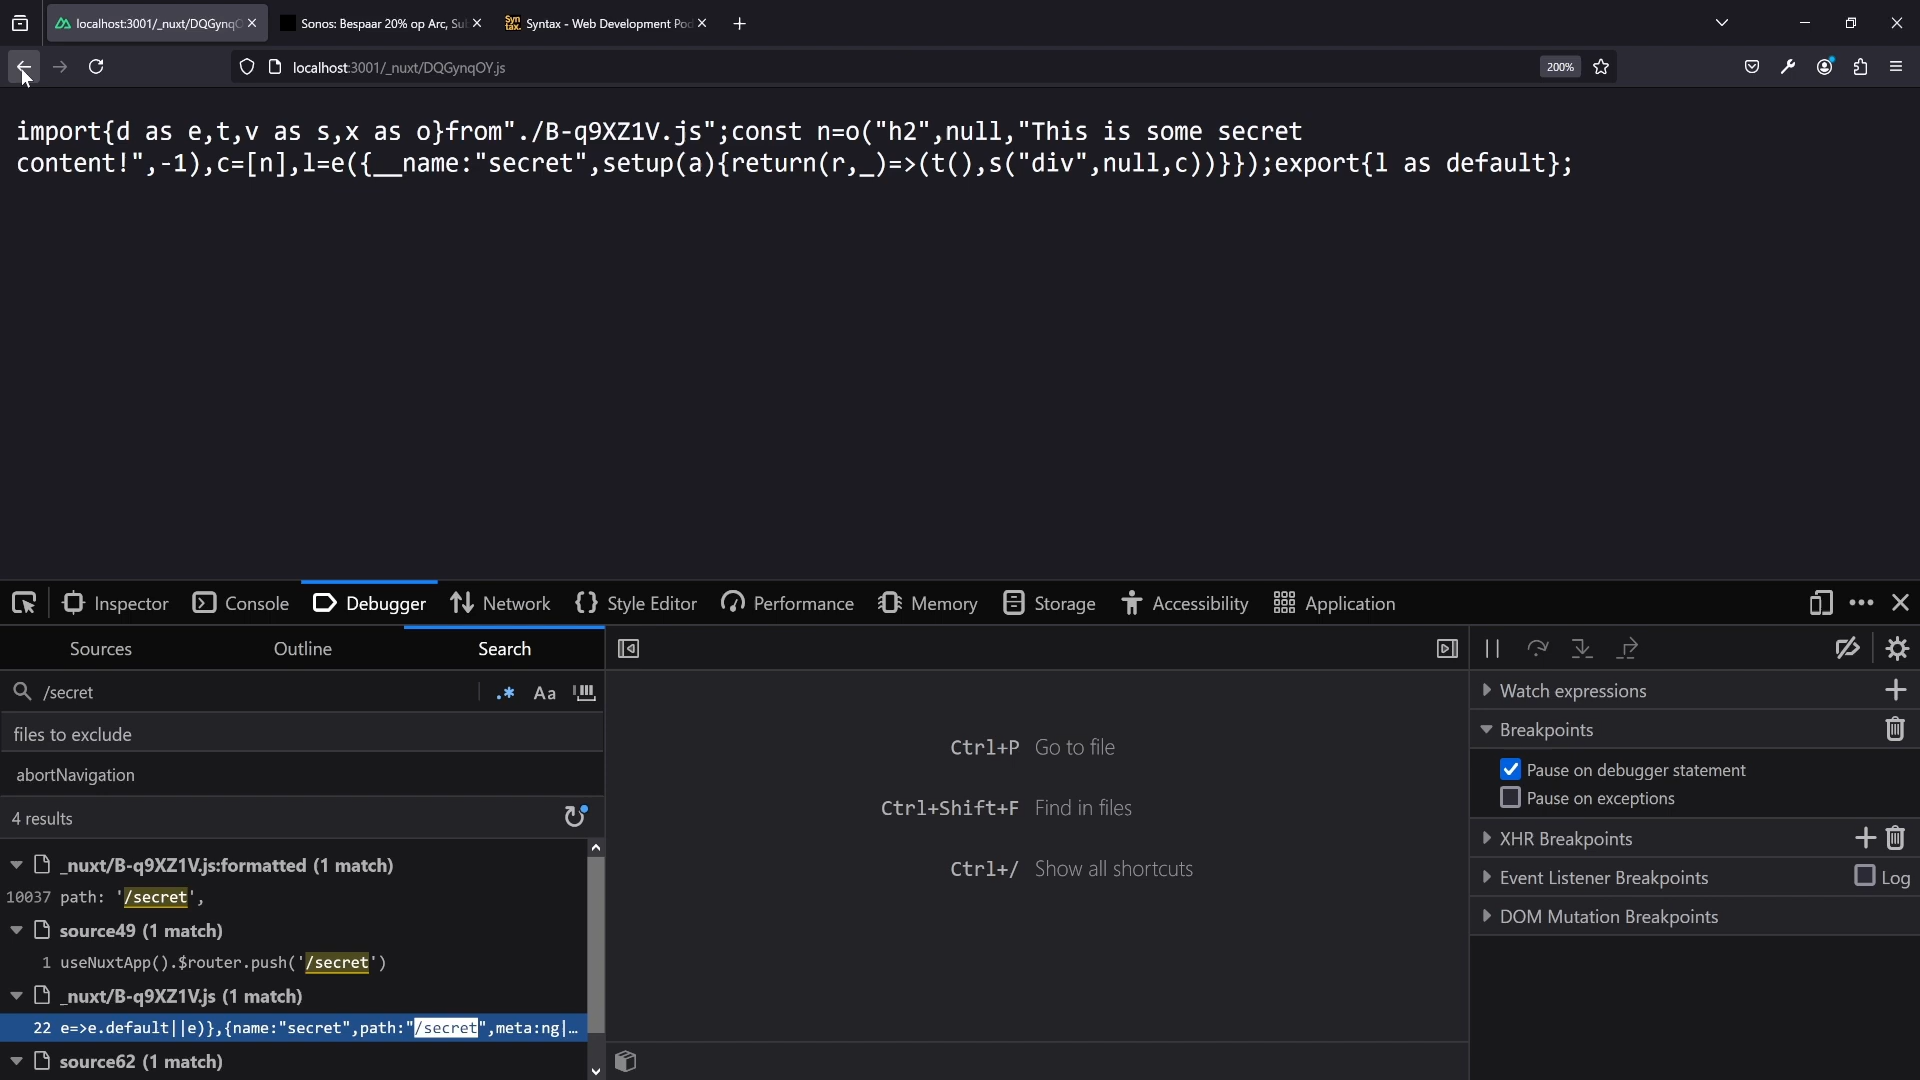 localhost:3001/_nuxt/DQGynqO
Sonos: Bespaar 20% op Arc, Su
Syn
tax.
Syntax - Web Development Pod
localhost:3001/_nuxt/DQGynqOY.js
200%
import{d as e,t,v as s,x as o}from"./B-q9XZ1V.js";const n=o("h2",null,"This is some secret
content!",-1),c=[n],l=e({__name:"secret",setup(a){return(r,_)=>(t(),s("div",null,c))}});export{l as default};
Inspector
Console
Debugger
Network
Style Editor
Performance
Memory
Storage
Accessibility
Application
Sources
Outline
Search
/secret
.*
Aa
files to exclude
abortNavigation
4 results
_nuxt/B-q9XZ1V.js:formatted (1 match)
10037 path: '/secret',
source49 (1 match)
1 useNuxtApp().$router.push('/secret')
_nuxt/B-q9XZ1V.js (1 match)
22 e=>e.default||e)},{name:"secret",path:"/secret",meta:ng|…
source62 (1 match)
Ctrl+P Go to file
Ctrl+Shift+F Find in files
Ctrl+/ Show all shortcuts
Watch expressions
Breakpoints
Pause on debugger statement
Pause on exceptions
XHR Breakpoints
Event Listener Breakpoints
Log
DOM Mutation Breakpoints